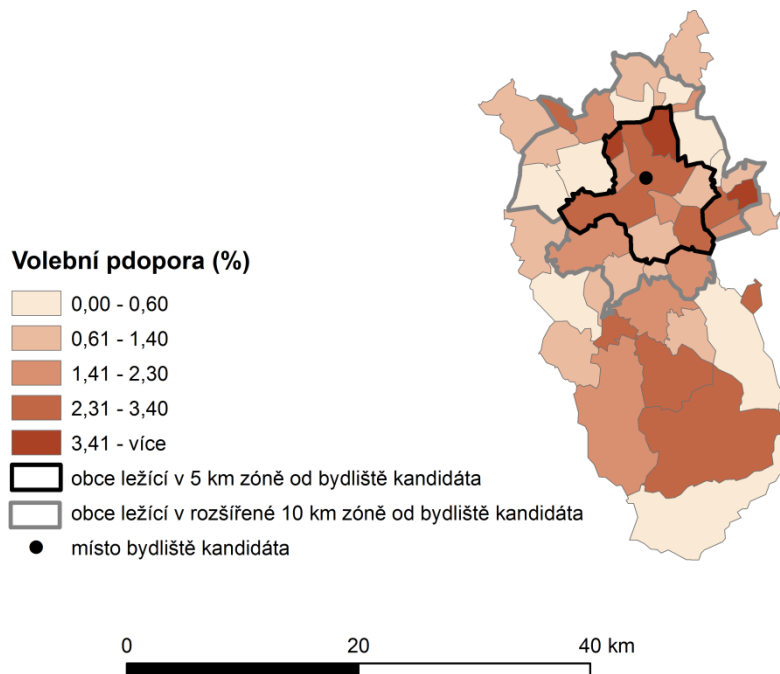 Volební pdopora (%)
0,00 - 0,60
0,61 - 1,40
1,41 - 2,30
2,31 - 3,40
3,41 - více
obce ležící v 5 km zóně od bydliště kandidáta
obce ležící v rozšířené 10 km zóně od bydliště kandidáta
místo bydliště kandidáta
0 20 40 km